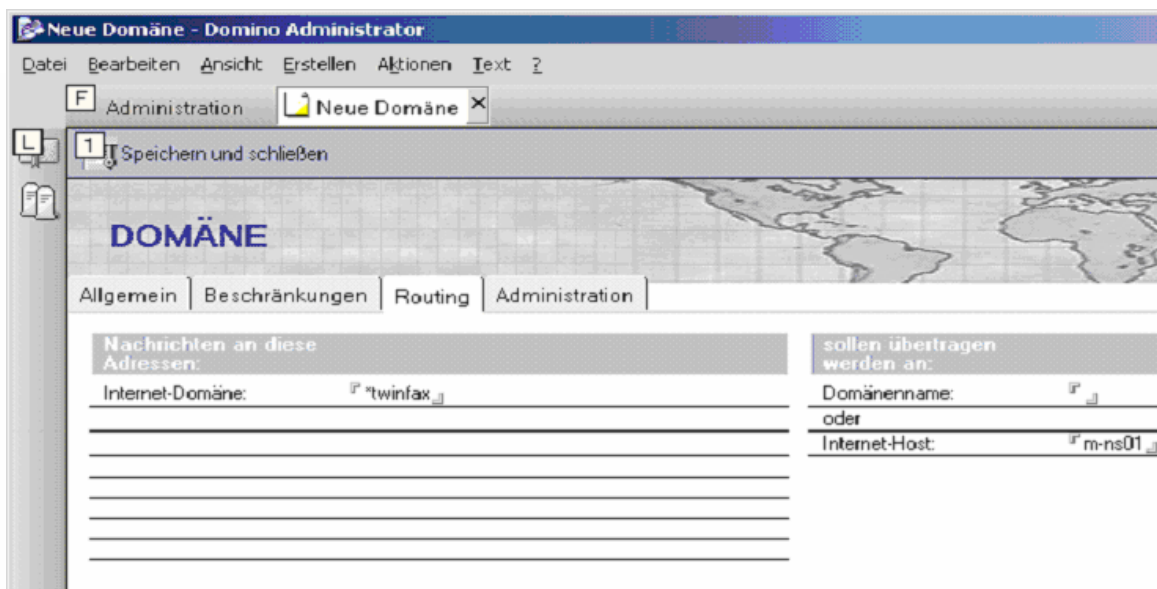 Neue Domäne - Domino Administrator
Datei Bearbeiten Ansicht Erstellen Aktionen Text ?
F Administration Neue Domäne
L 1 Speichern und schließen
DOMÄNE
Allgemein Beschränkungen Routing Administration
Nachrichten an diese sollen übertragen
Adressen: werden an:
Internet-Domäne: *twinfax Domänenname:
oder
Internet-Host: m-ns01